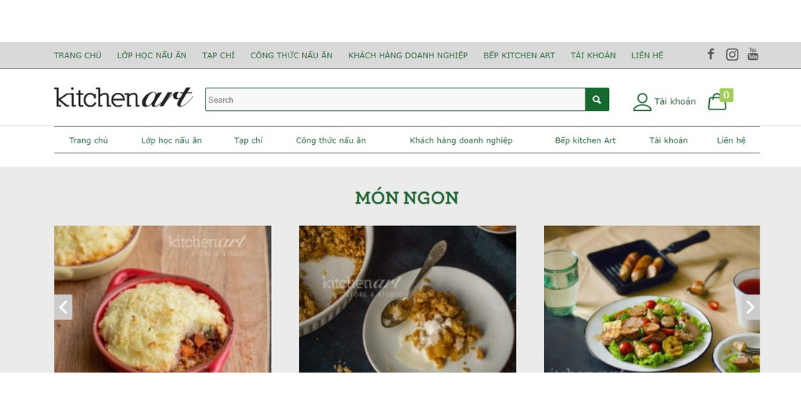 TRANG CHỦ LỚP HỌC NẤU ĂN TẠP CHÍ CÔNG THỨC NẤU ĂN KHÁCH HÀNG DOANH NGHIỆP BẾP KITCHEN ART TÀI KHOẢN LIÊN HỆ
kitchenart Search Tài khoản 0
Trang chủ Lớp học nấu ăn Tạp chí Công thức nấu ăn Khách hàng doanh nghiệp Bếp kitchen Art Tài khoản Liên hệ
MÓN NGON
kitchenart
STORE & STUDIO
kitchenart
STORE & STUDIO
kitchenart